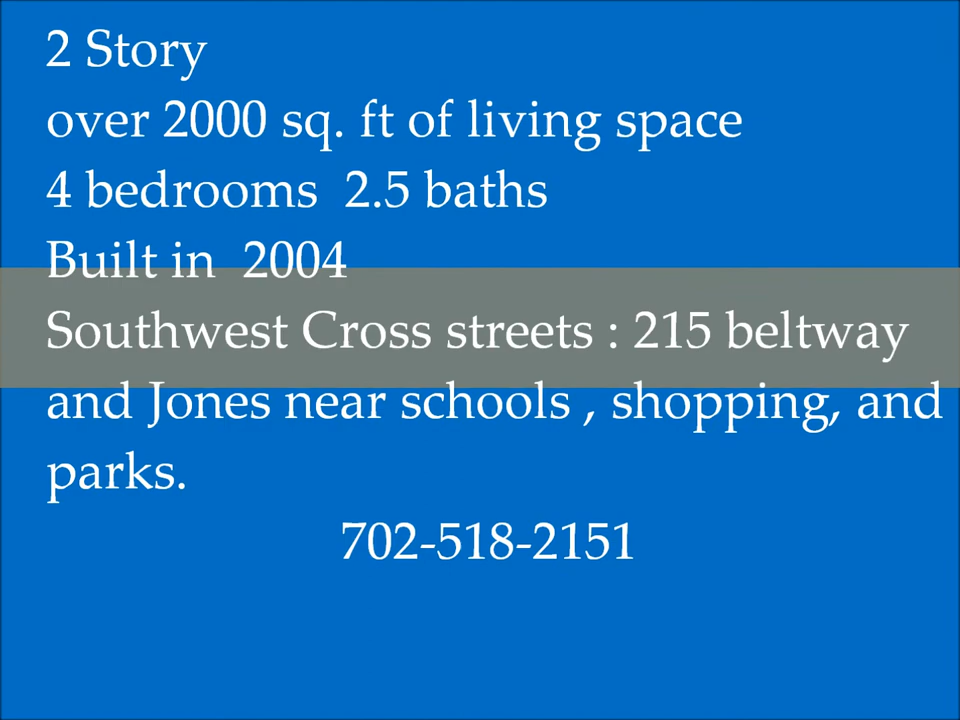 2 Story
over 2000 sq. ft of living space
4 bedrooms  2.5 baths
Built in  2004
Southwest Cross streets : 215 beltway
and Jones near schools , shopping, and
parks.
702-518-2151